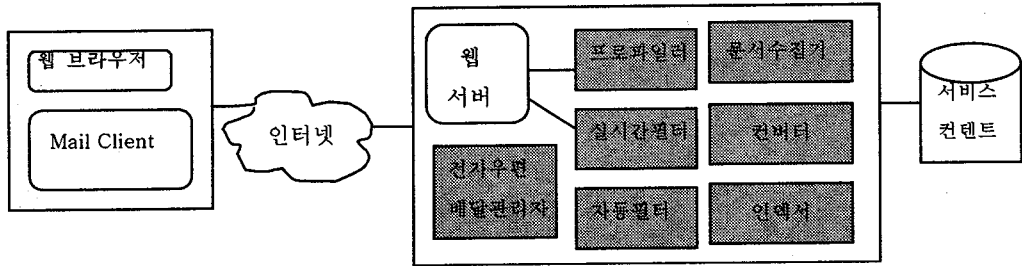 웹 브라우저
Mail Client
인터넷
웹
서버
전자우편
배달관리자
프로파일러
실시간필터
자동필터
문서수집기
컨버터
인덱서
서비스
컨텐트